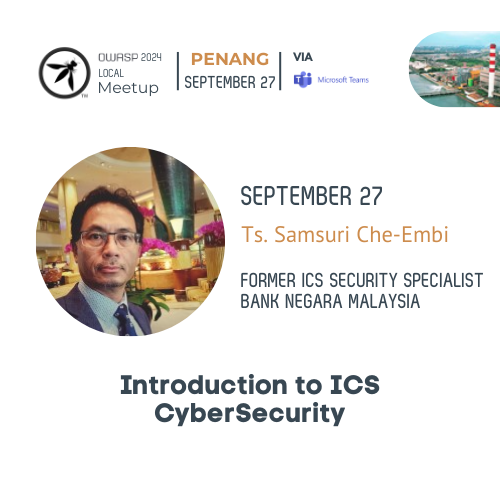 OWASP 2024
LOCAL
Meetup
TM
PENANG
SEPTEMBER 27
VIA
Microsoft Teams
SEPTEMBER 27
Ts. Samsuri Che-Embi
FORMER ICS SECURITY SPECIALIST
BANK NEGARA MALAYSIA
Introduction to ICS
CyberSecurity